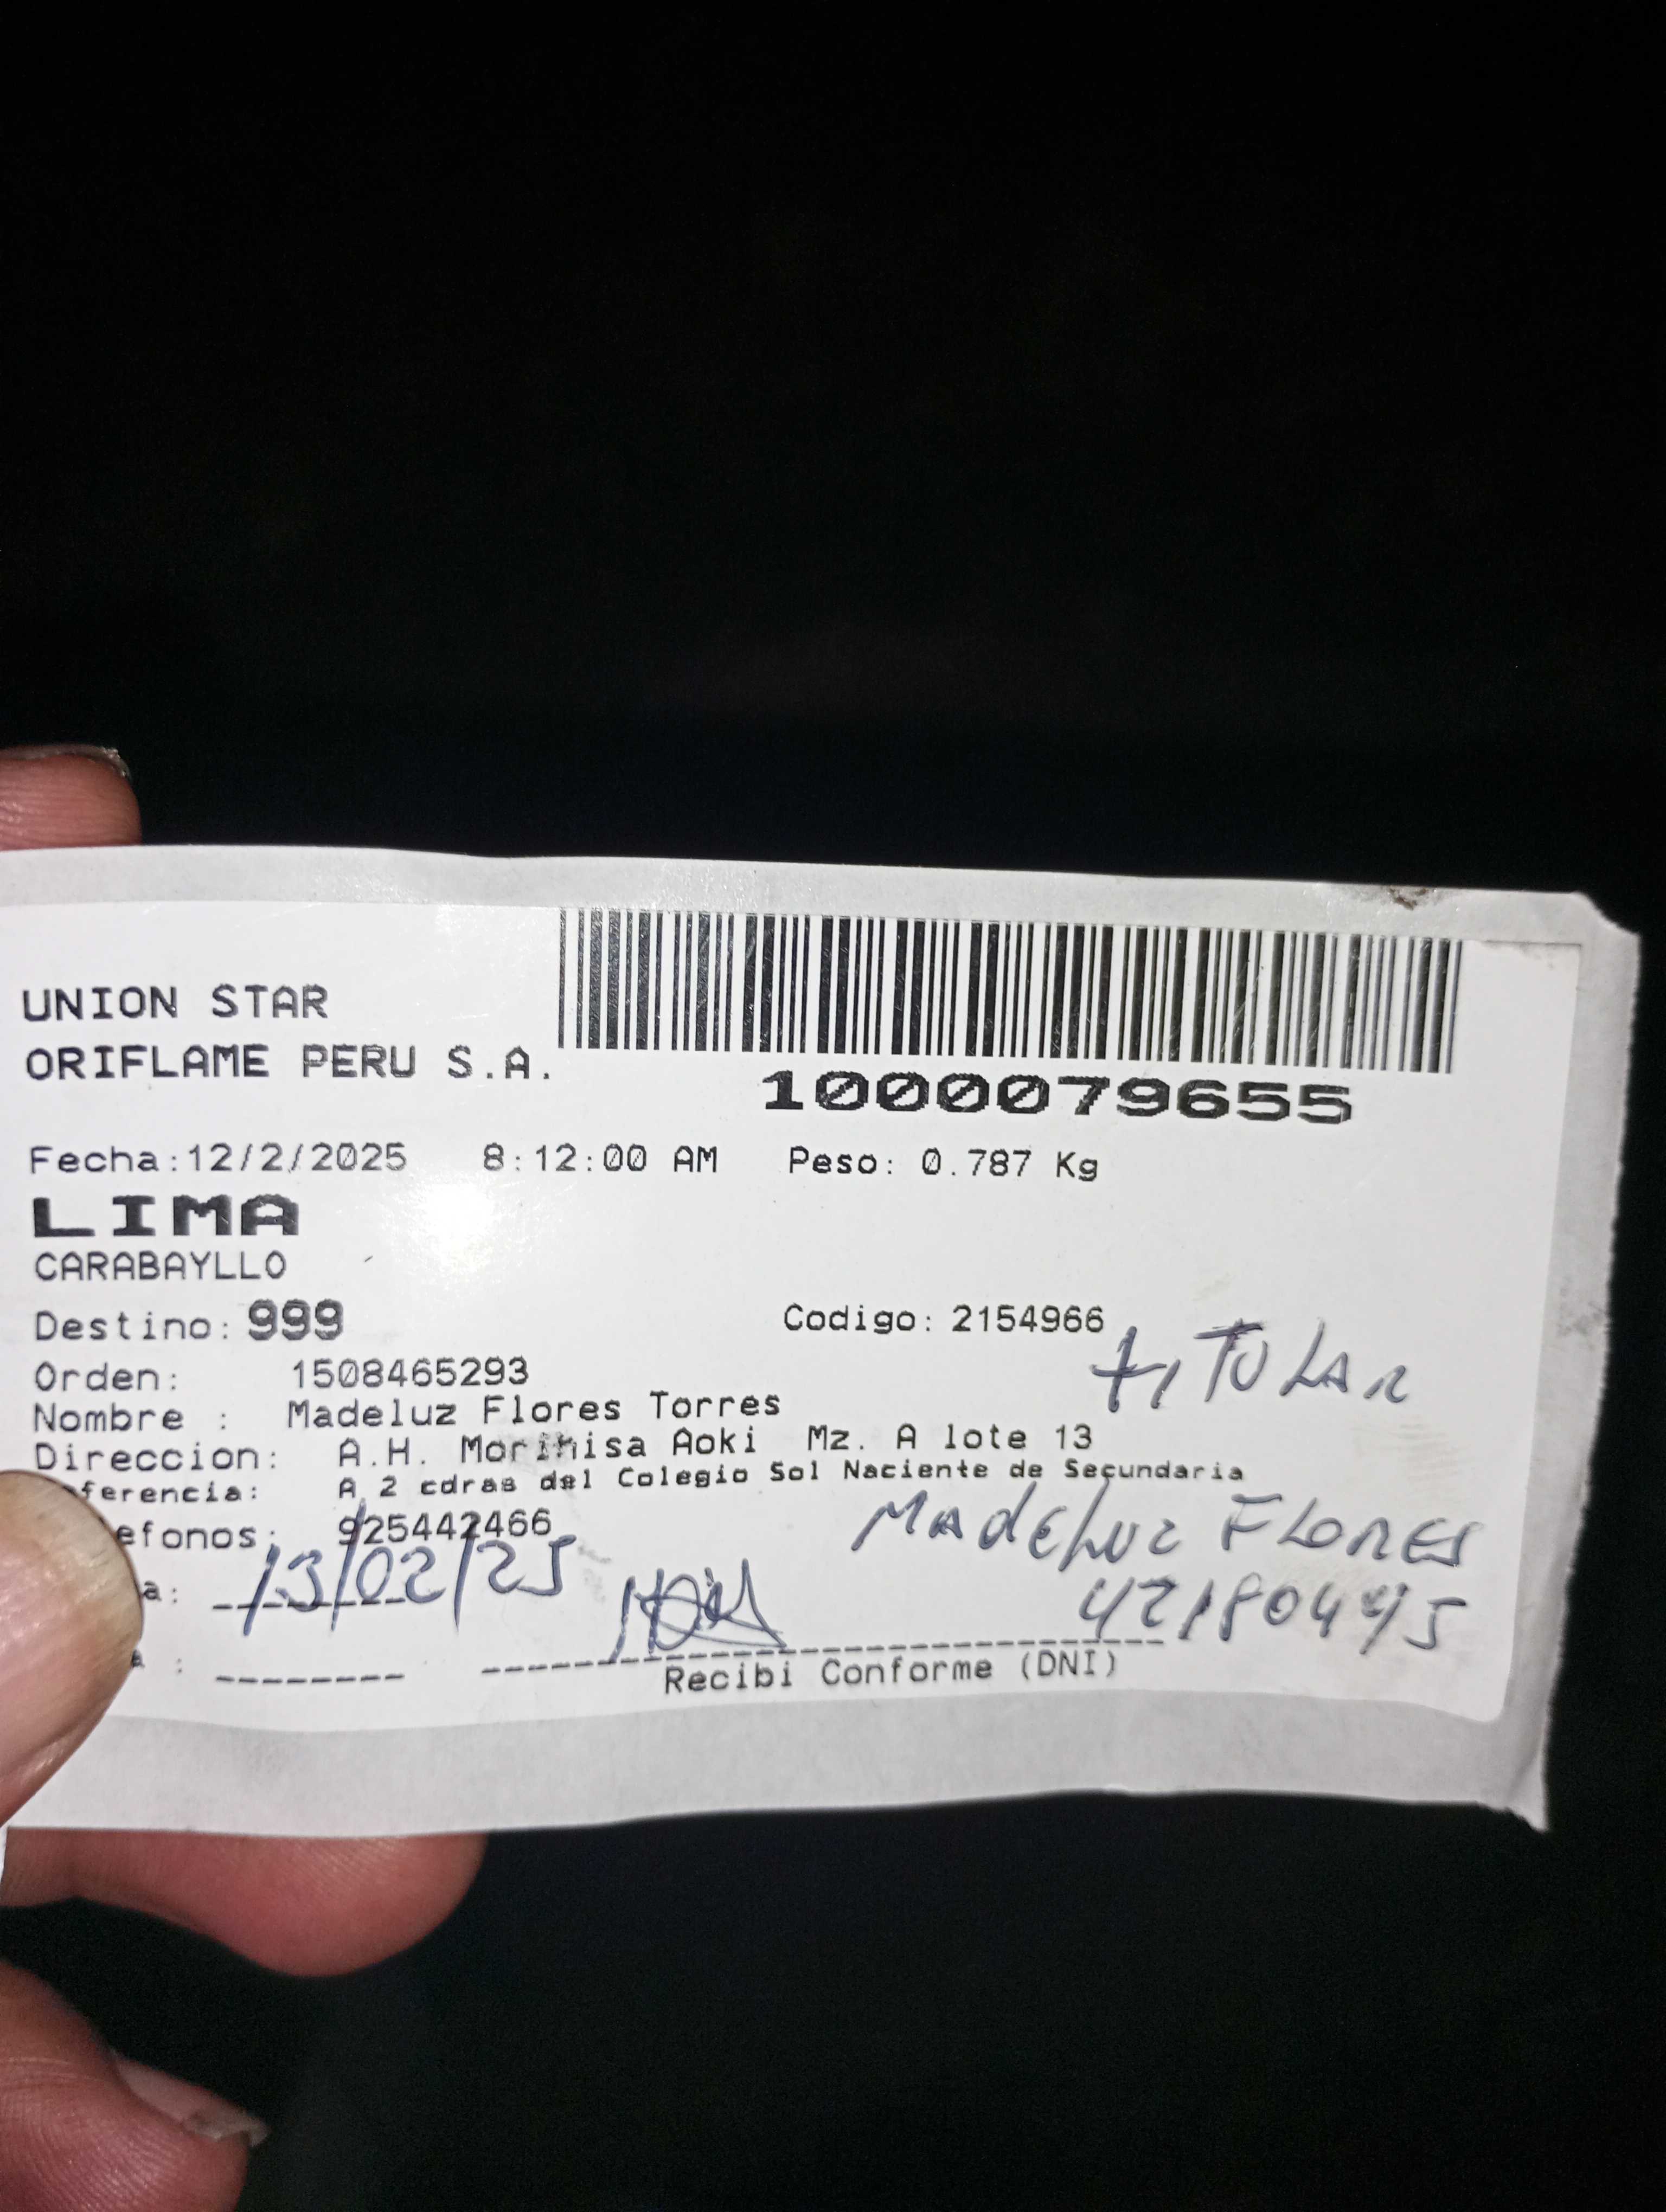 UNION STAR
ORIFLAME PERU S.A.
1000079655
Fecha:12/2/2025 8:12:00 AM Peso: 0.787 Kg
LIMA
CARABAYLLO
Destino: 999 Codigo: 2154966
TITULAR
Orden: 1508465293
Nombre : Madeluz Flores Torres
Direccion: A.H. Morihisa Aoki Mz. A lote 13
ferencia: A 2 cdras del Colegio Sol Naciente de Secundaria
efonos: 925442466
MADELUZ FLORES
a: 13/02/25
42180445
a :
Recibi Conforme (DNI)